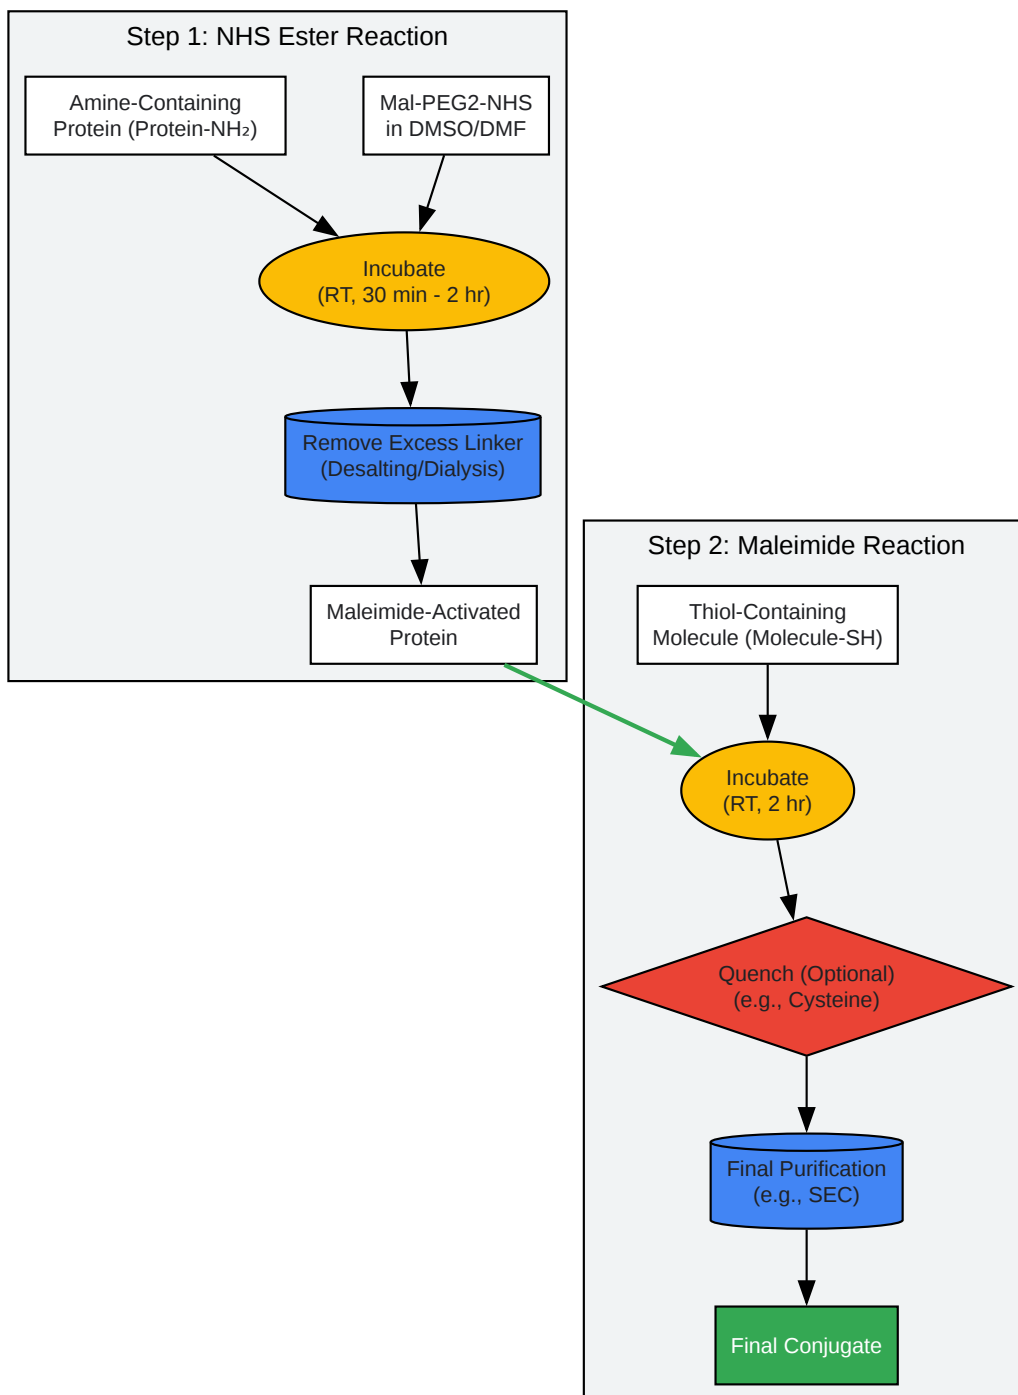 Step 1: NHS Ester Reaction
Amine-Containing
Protein (Protein-NH₂)
Mal-PEG2-NHS
in DMSO/DMF
Incubate
(RT, 30 min - 2 hr)
Remove Excess Linker
(Desalting/Dialysis)
Maleimide-Activated
Protein
Step 2: Maleimide Reaction
Thiol-Containing
Molecule (Molecule-SH)
Incubate
(RT, 2 hr)
Quench (Optional)
(e.g., Cysteine)
Final Purification
(e.g., SEC)
Final Conjugate